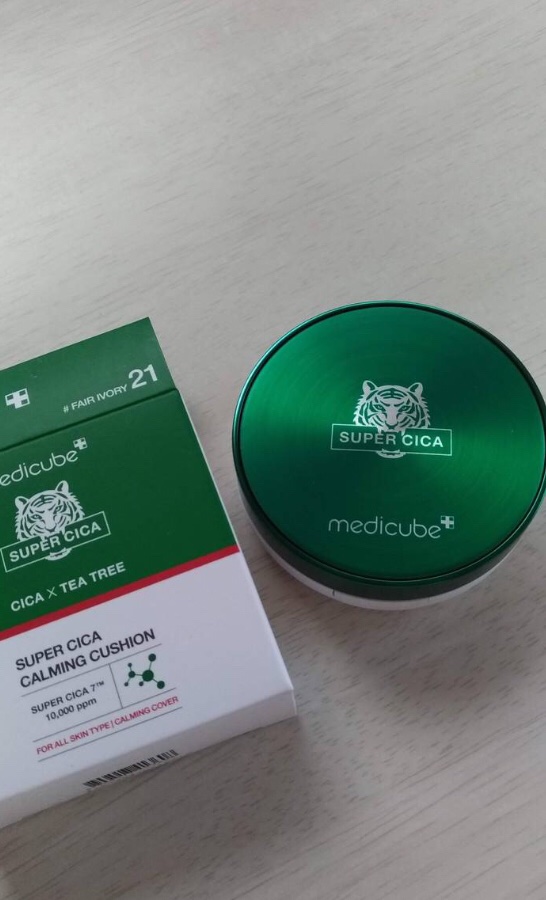 # FAIR IVORY 21
edicube
SUPER CICA
CICA X TEA TREE
SUPER CICA
CALMING CUSHION
SUPER CICA 7™
10,000 ppm
FOR ALL SKIN TYPE | CALMING COVER
SUPER CICA
medicube